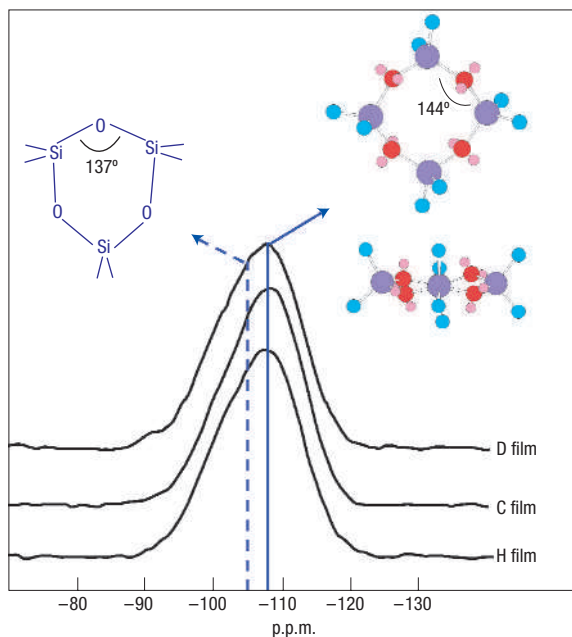 O
Si
Si
137º
O
O
Si
144º
D film
C film
H film
–80
–90
–100
–110
–120
–130
p.p.m.